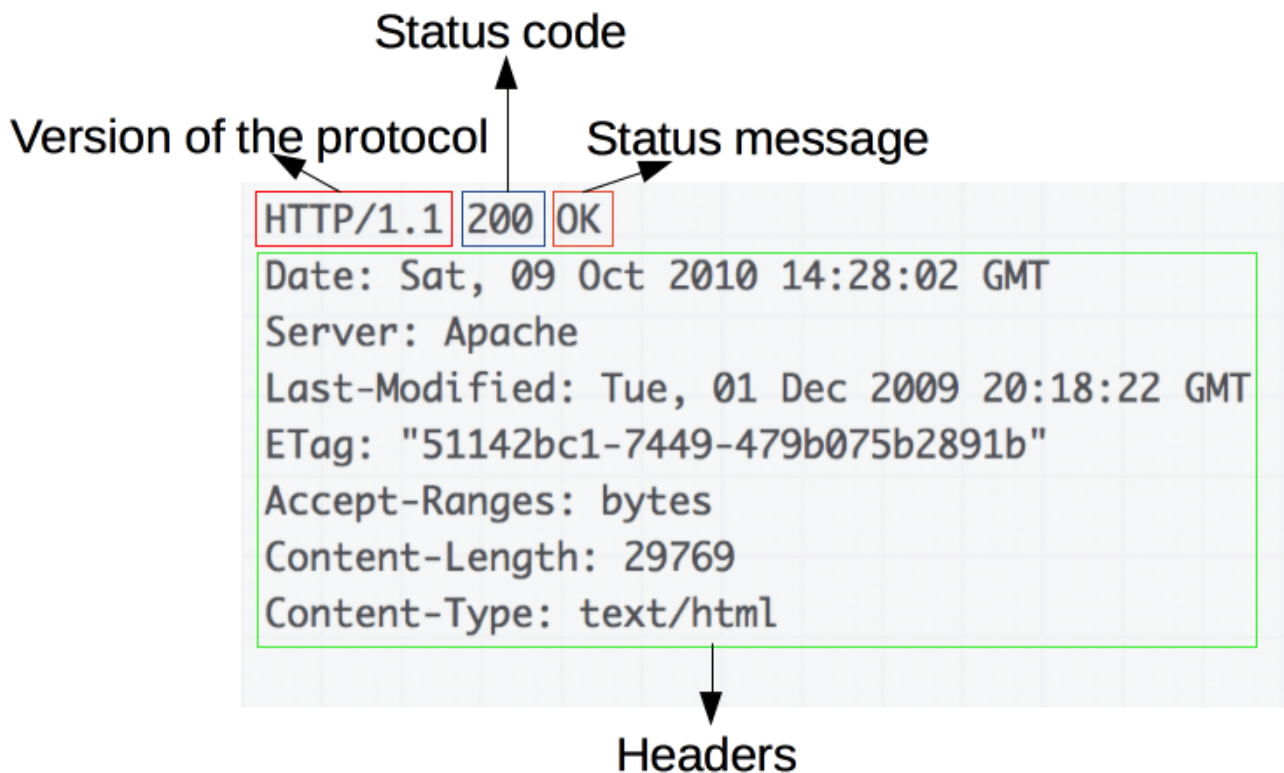 Status code
Version of the protocol
Status message
HTTP/1.1 200 OK
Date: Sat, 09 Oct 2010 14:28:02 GMT
Server: Apache
Last-Modified: Tue, 01 Dec 2009 20:18:22 GMT
ETag: "51142bc1-7449-479b075b2891b"
Accept-Ranges: bytes
Content-Length: 29769
Content-Type: text/html
Headers